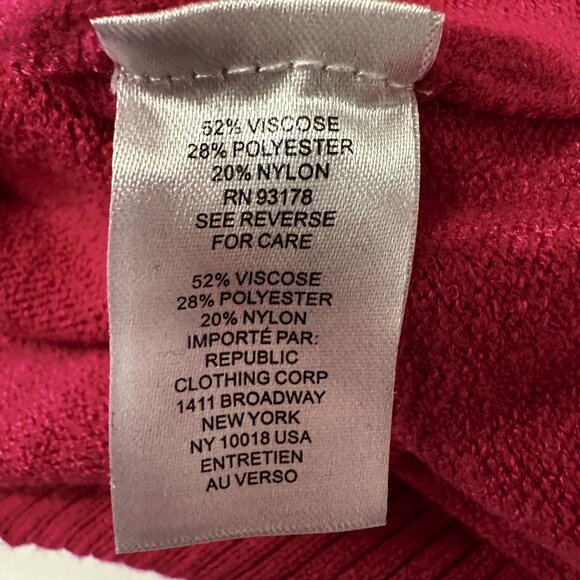 52% VISCOSE
28% POLYESTER
20% NYLON
RN 93178
SEE REVERSE
FOR CARE
52% VISCOSE
28% POLYESTER
20% NYLON
IMPORTÉ PAR:
REPUBLIC
CLOTHING CORP
1411 BROADWAY
NEW YORK
NY 10018 USA
ENTRETIEN
AU VERSO